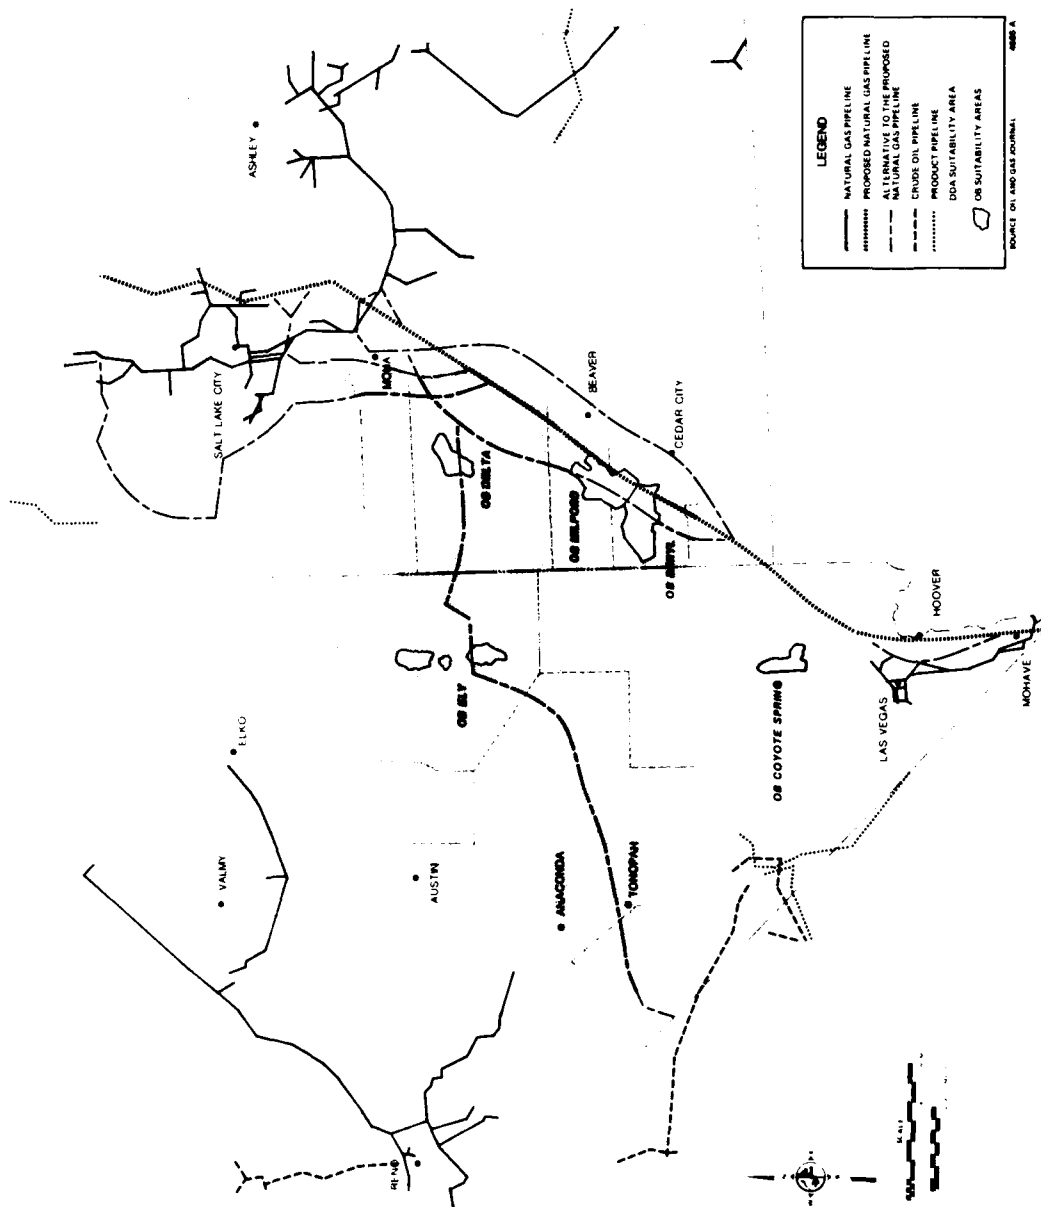 ASHLEY
SALT LAKE CITY
MONA
BEAVER
CEDAR CITY
OB DELTA
OB MILFORD
OB BERYL
HOOVER
MOHAVE
LAS VEGAS
OB COYOTE SPRING
OB ELY
ELKO
VALMY
AUSTIN
ANACONDA
TONOPAH
RENO
SCALE
LEGEND
NATURAL GAS PIPELINE
PROPOSED NATURAL GAS PIPELINE
ALTERNATIVE TO THE PROPOSED
NATURAL GAS PIPELINE
CRUDE OIL PIPELINE
PRODUCT PIPELINE
DDA SUITABILITY AREA
OB SUITABILITY AREAS
SOURCE OIL AND GAS JOURNAL